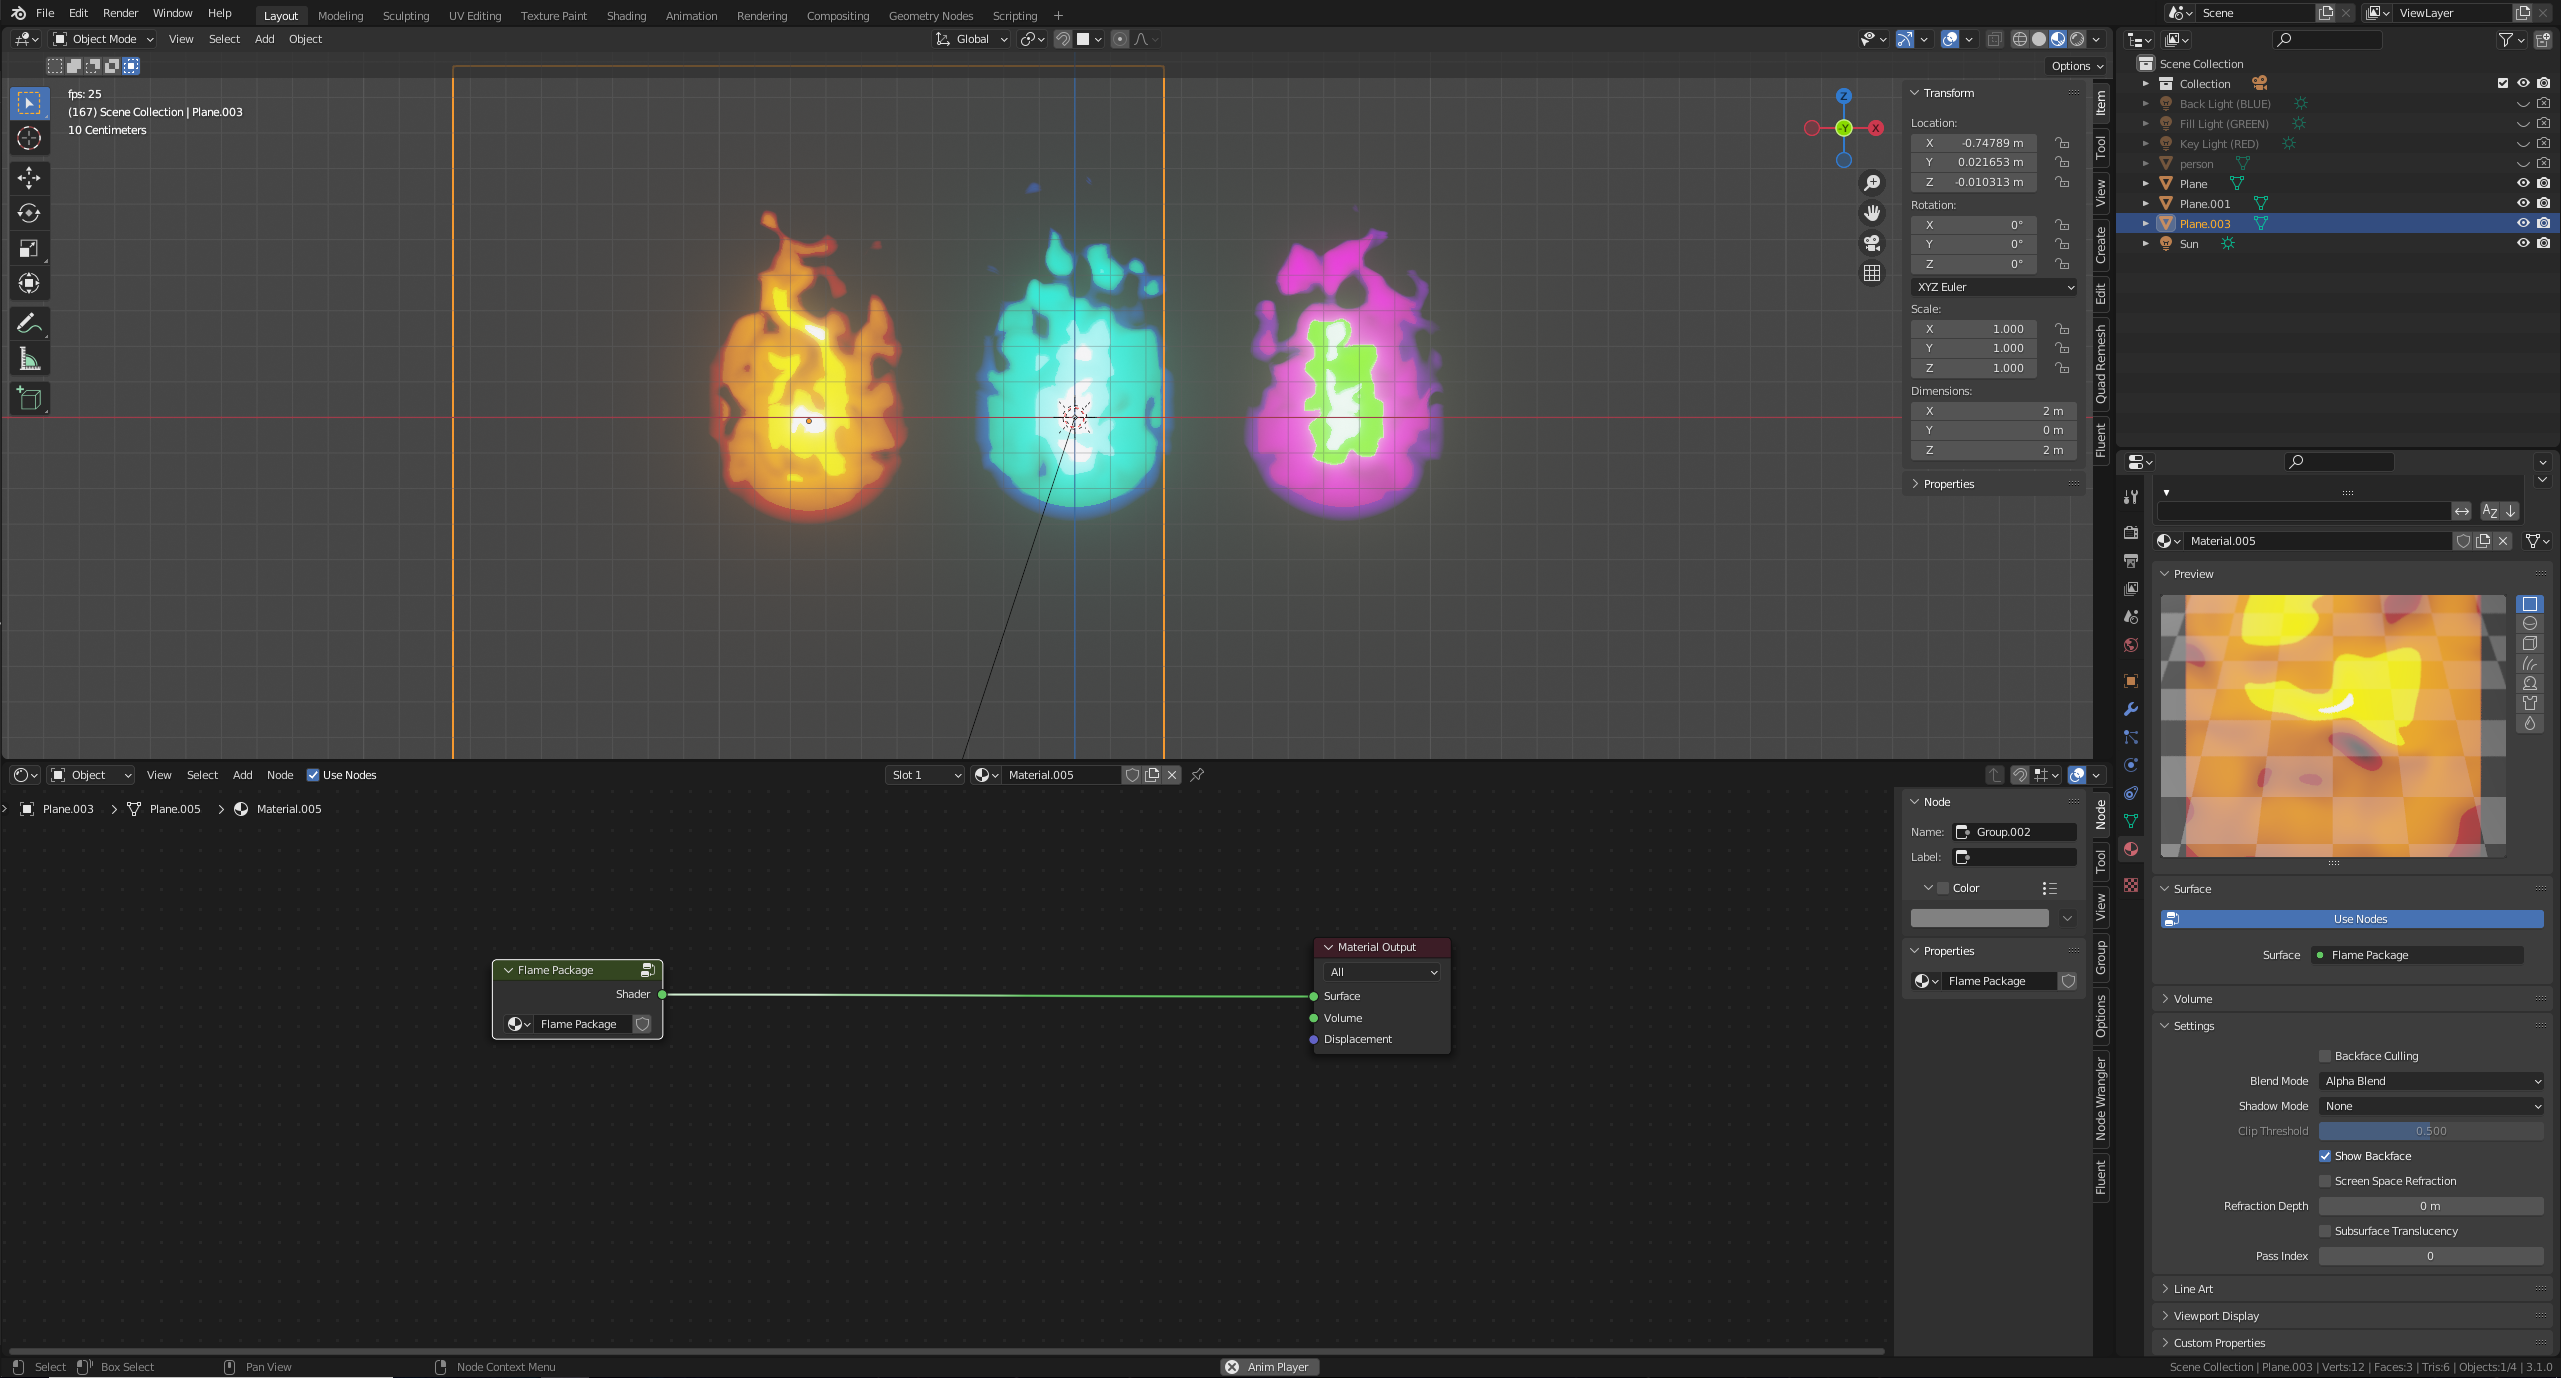 File Edit Render Window Help Layout Modeling Sculpting UV Editing Texture Paint Shading Animation Rendering Compositing Geometry Nodes Scripting + Scene ViewLayer
Object Mode View Select Add Object Global
Options
fps: 25
(167) Scene Collection | Plane.003
10 Centimeters
Z
Y
X
Transform
Location:
X -0.74789 m
Y 0.021653 m
Z -0.010313 m
Rotation:
X 0°
Y 0°
Z 0°
XYZ Euler
Scale:
X 1.000
Y 1.000
Z 1.000
Dimensions:
X 2 m
Y 0 m
Z 2 m
Properties
Item
Tool
View
Create
Edit
Quad Remesh
Fluent
Scene Collection
Collection
Back Light (BLUE)
Fill Light (GREEN)
Key Light (RED)
person
Plane
Plane.001
Plane.003
Sun
Material.005
Preview
Surface
Use Nodes
Surface Flame Package
Volume
Settings
Backface Culling
Blend Mode Alpha Blend
Shadow Mode None
Clip Threshold 0.500
Show Backface
Screen Space Refraction
Refraction Depth 0 m
Subsurface Translucency
Pass Index 0
Line Art
Viewport Display
Custom Properties
Object View Select Add Node Use Nodes Slot 1 Material.005
Plane.003 > Plane.005 > Material.005
Flame Package
Shader
Flame Package
Material Output
All
Surface
Volume
Displacement
Node
Name: Group.002
Label:
Color
Properties
Flame Package
Node
Tool
View
Group
Options
Node Wrangler
Fluent
Select Box Select Pan View Node Context Menu Anim Player Scene Collection | Plane.003 | Verts:12 | Faces:3 | Tris:6 | Objects:1/4 | 3.1.0